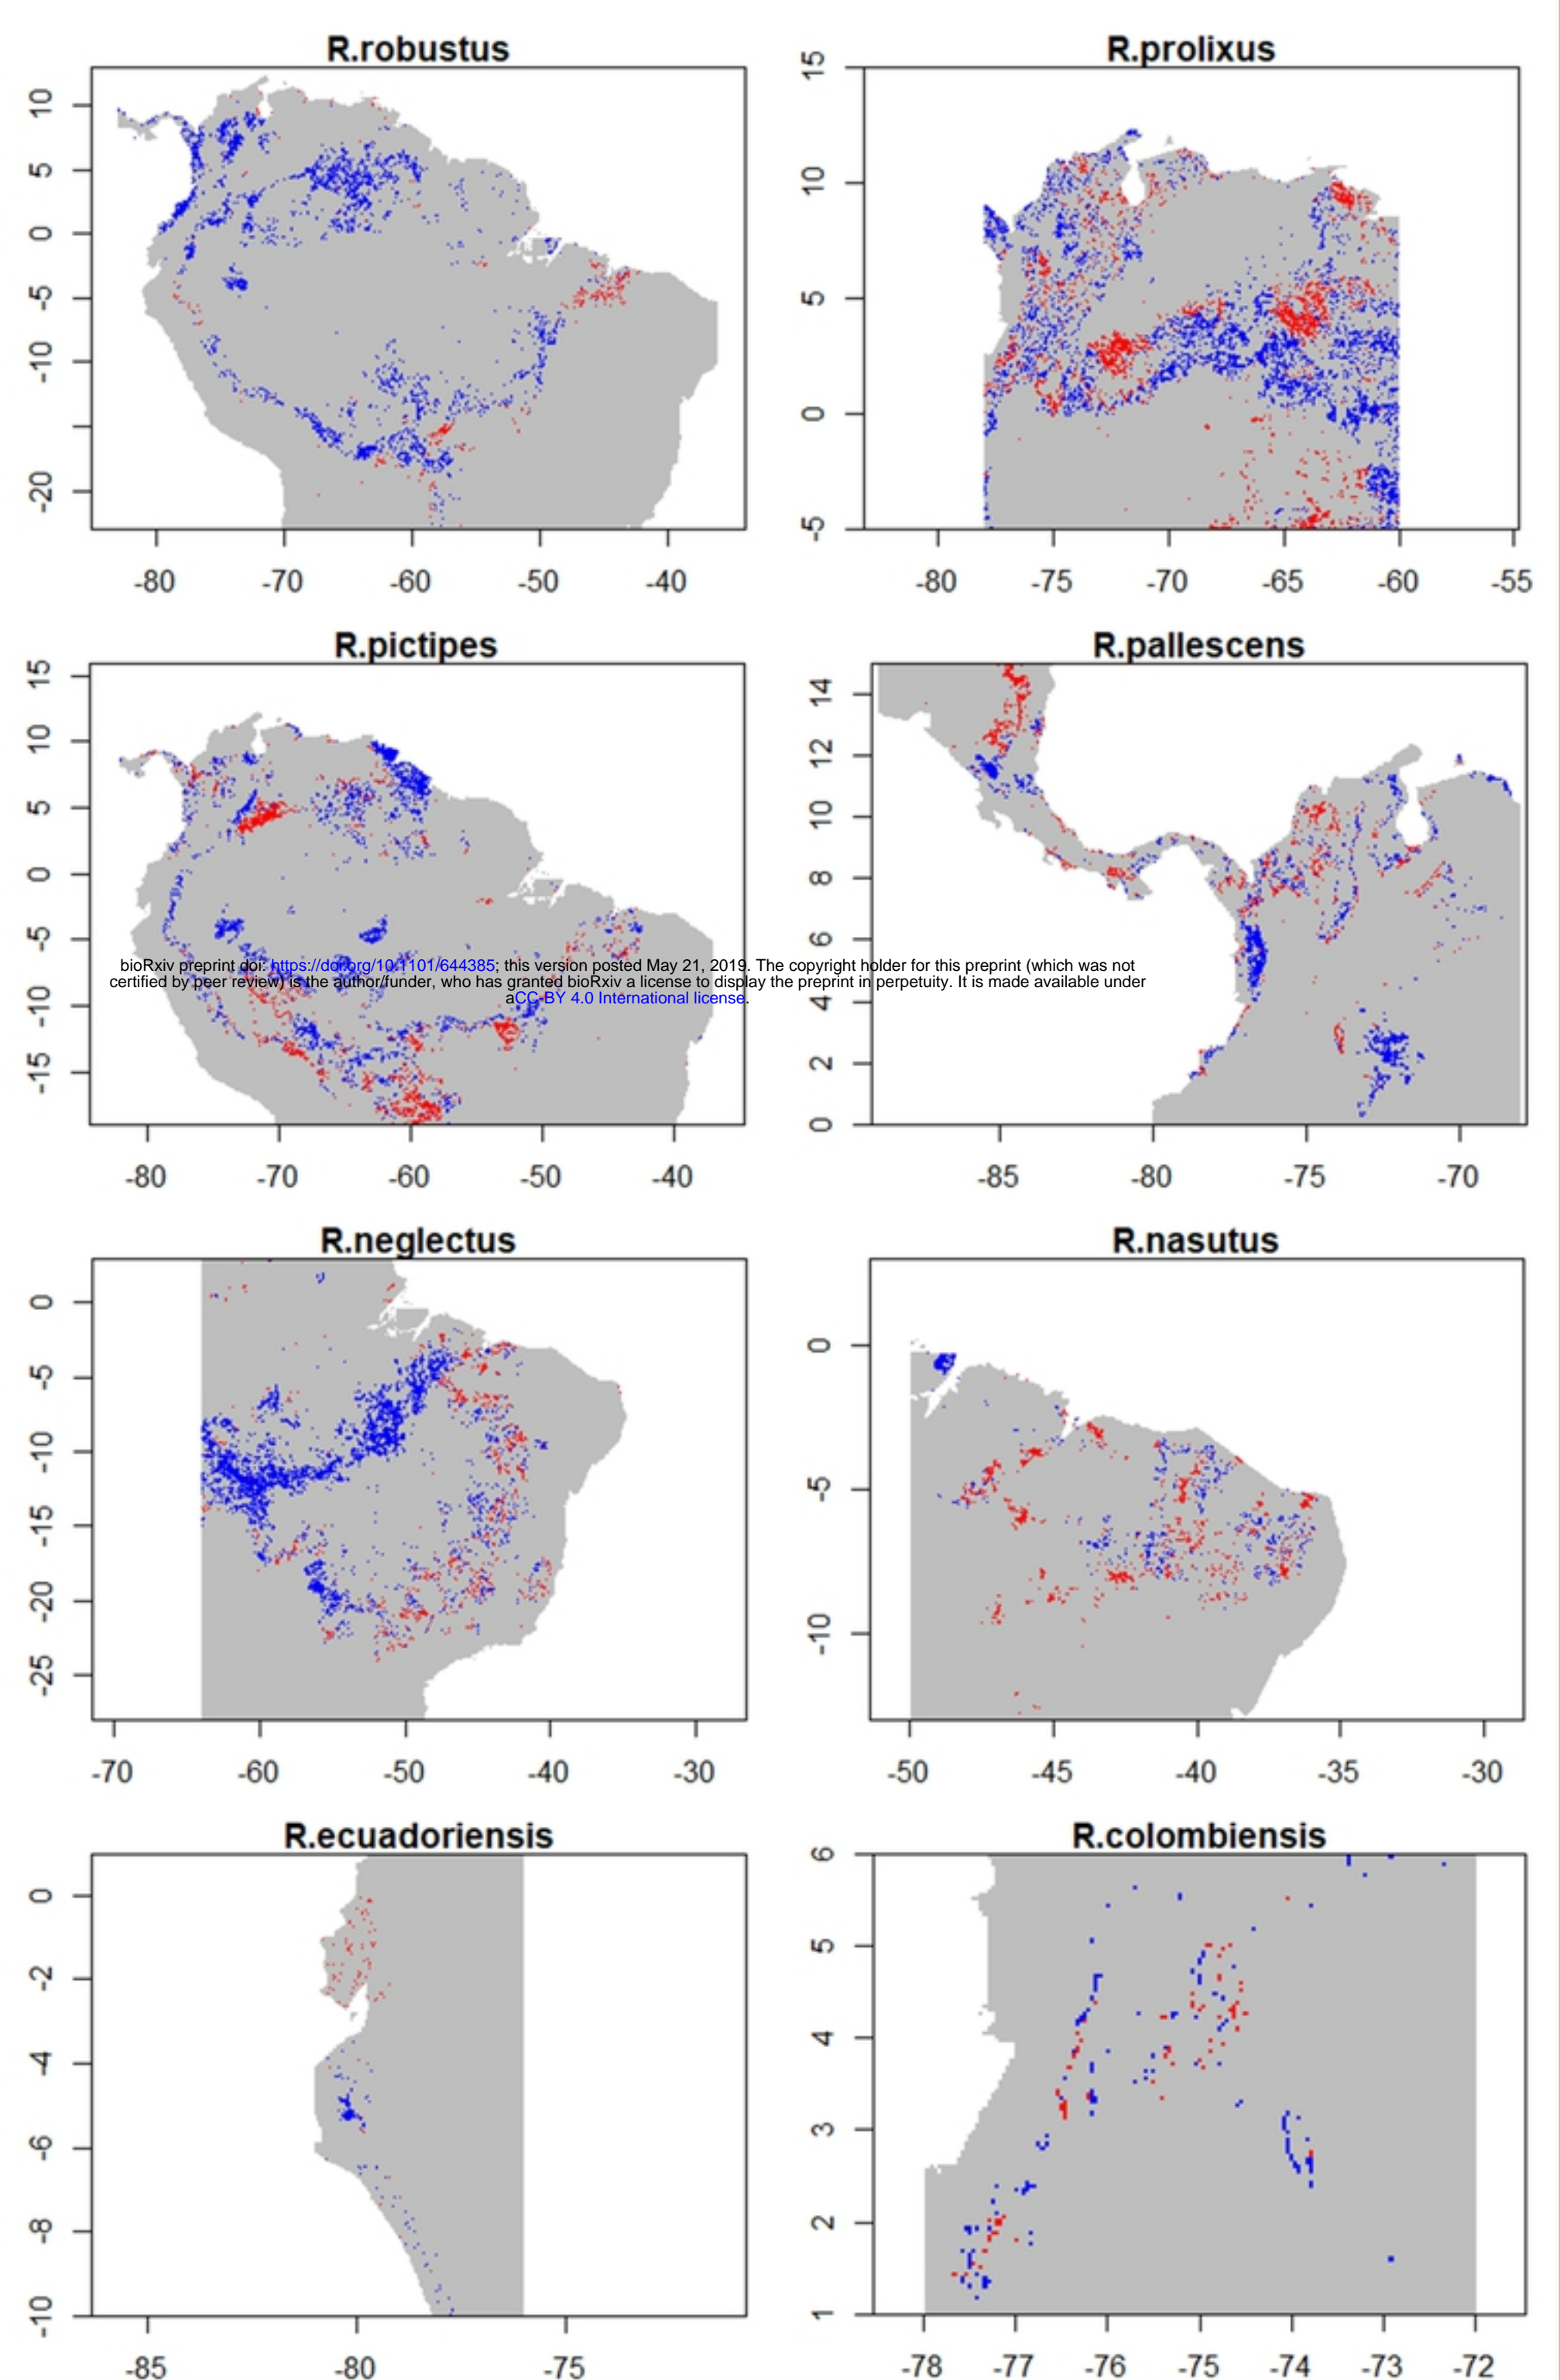 R.robustus
R.prolixus
10
5
0
-5
-10
-20
-80 -70 -60 -50 -40
15
10
5
0
-5
-80 -75 -70 -65 -60 -55
R.pictipes
R.pallescens
15
10
5
0
-5
-10
-15
-80 -70 -60 -50 -40
14
12
10
8
6
4
2
0
-85 -80 -75 -70
bioRxiv preprint doi: https://doi.org/10.1101/644385; this version posted May 21, 2019. The copyright holder for this preprint (which was not
certified by peer review) is the author/funder, who has granted bioRxiv a license to display the preprint in perpetuity. It is made available under
aCC-BY 4.0 International license.
R.neglectus
R.nasutus
0
-5
-10
-15
-20
-25
-70 -60 -50 -40 -30
0
-5
-10
-50 -45 -40 -35 -30
R.ecuadoriensis
R.colombiensis
0
-2
-4
-6
-8
-10
-85 -80 -75
6
5
4
3
2
1
-78 -77 -76 -75 -74 -73 -72